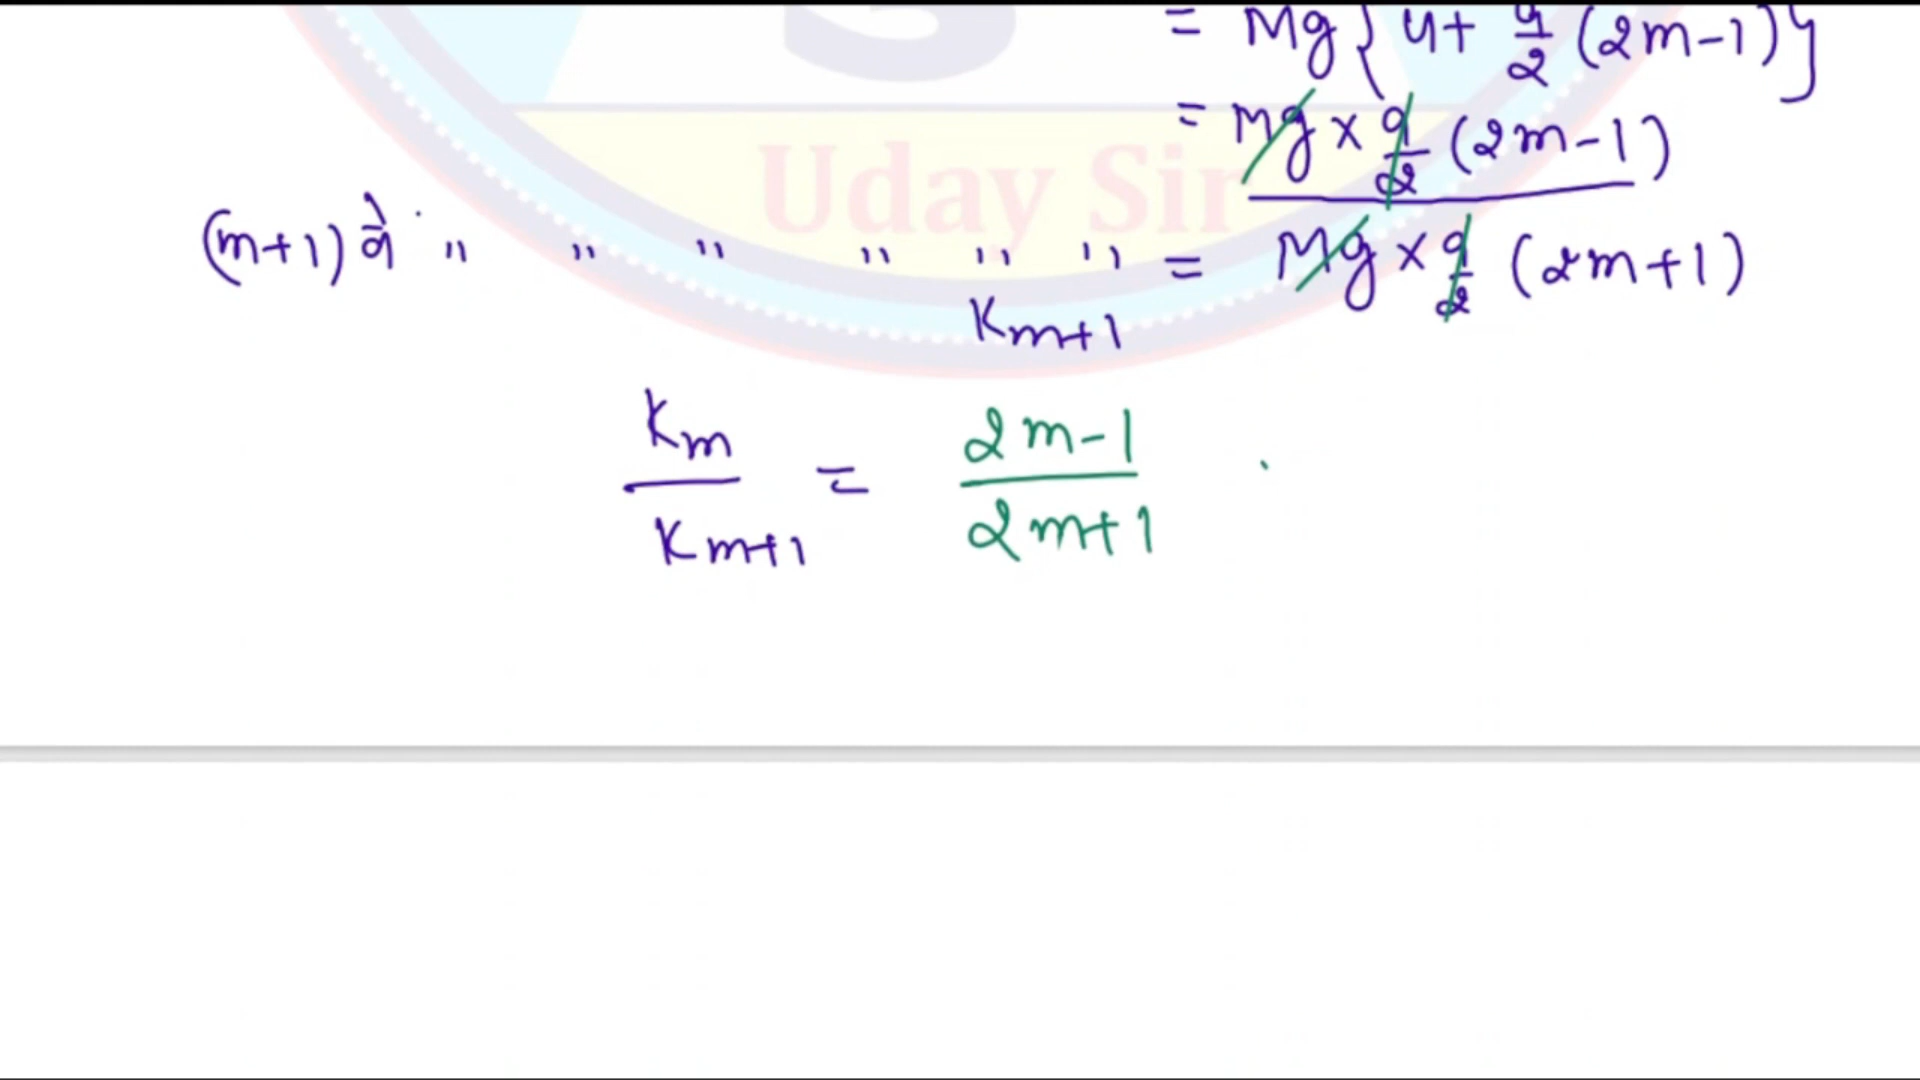 = Mg{u+ g/2 (2m-1)}
= Mg x g/2 (2m-1)
Uday Sir
(m+1) वें " " " " " " = Mg x g/2 (2m+1)
Km+1
Km/Km+1 = 2m-1/2m+1